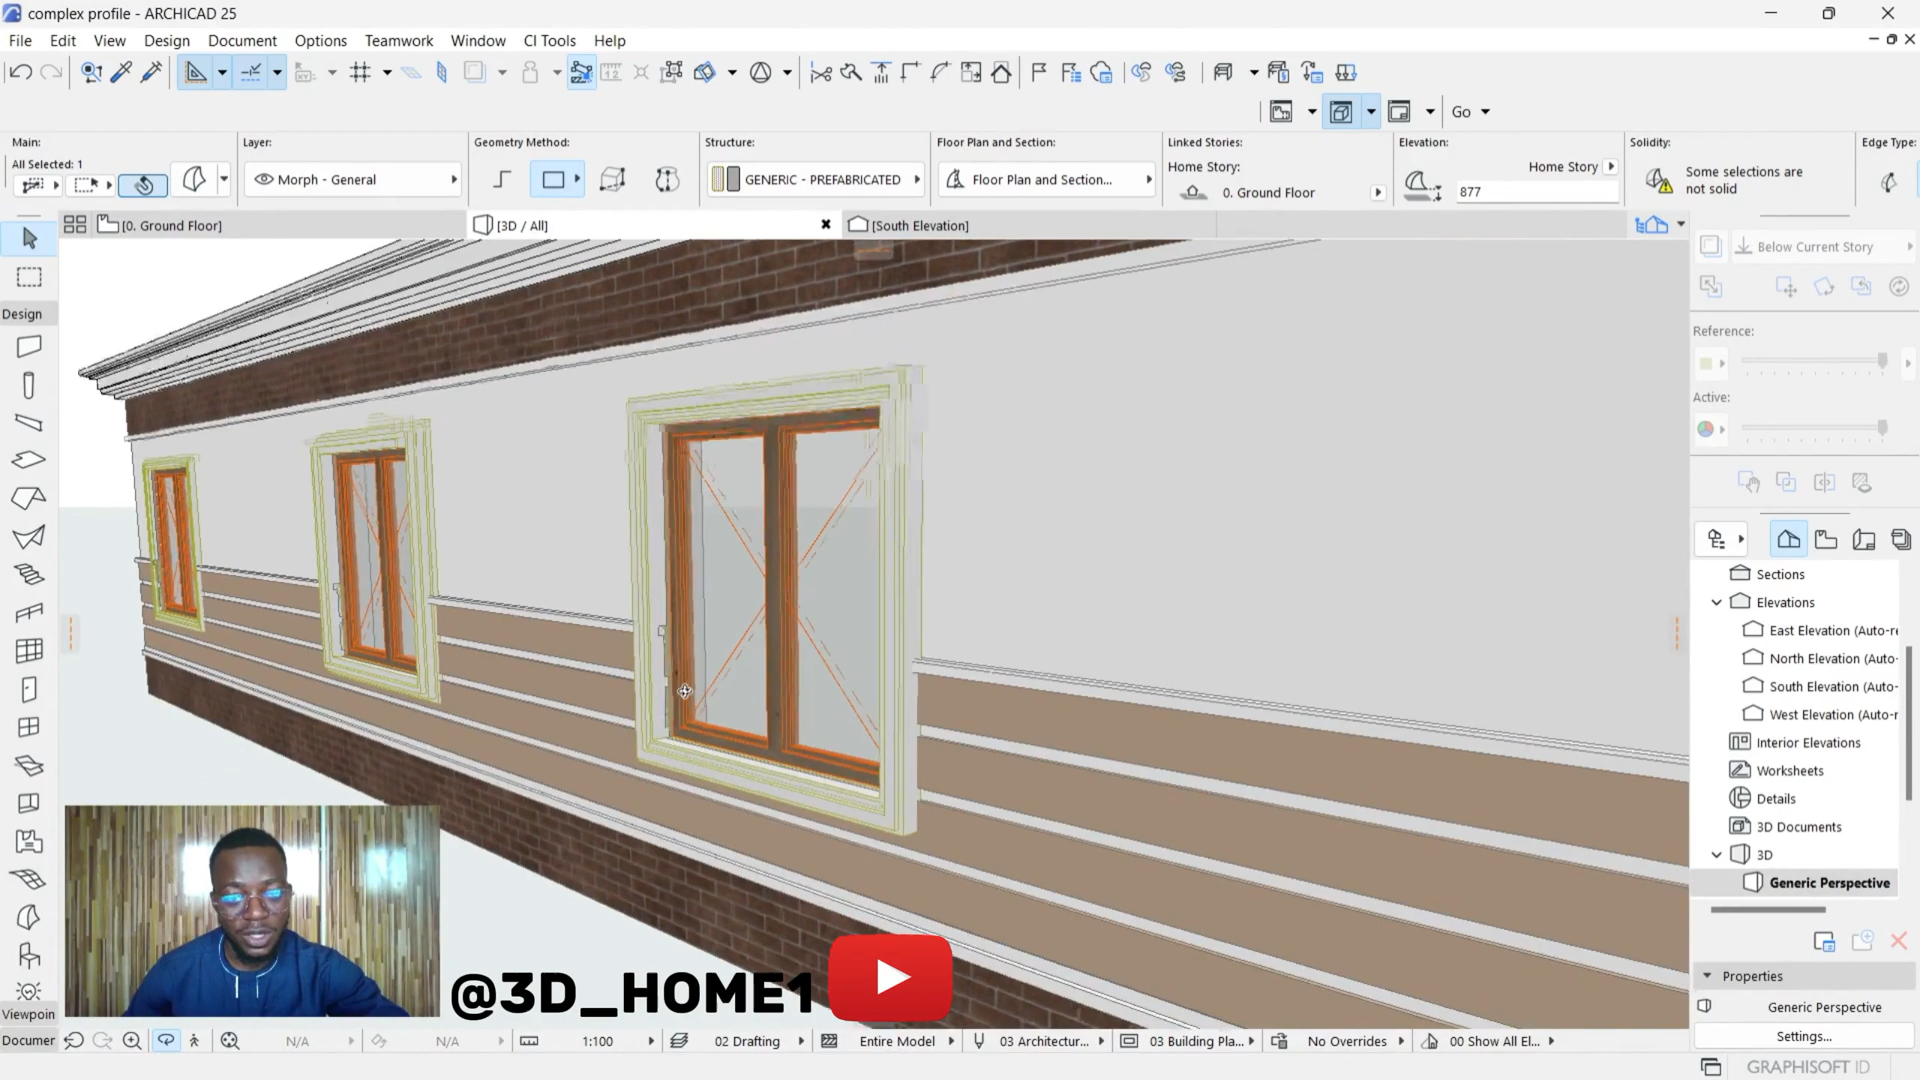 complex profile - ARCHICAD 25
File Edit View Design Document Options Teamwork Window CI Tools Help
Go
Main: Layer: Geometry Method: Structure: Floor Plan and Section: Linked Stories: Elevation: Solidity: Edge Type:
All Selected: 1
Home Story: Home Story
Morph - General GENERIC - PREFABRICATED Floor Plan and Section... 0. Ground Floor 877
Some selections are
not solid
[0. Ground Floor] [3D / All] [South Elevation]
Below Current Story
Design
Reference:
Active:
Sections
Elevations
East Elevation (Auto-re
North Elevation (Auto-
South Elevation (Auto-
West Elevation (Auto-r
Interior Elevations
Worksheets
Details
3D Documents
3D
Generic Perspective
Properties
Generic Perspective
Settings...
@3D_HOME1
Viewpoin
Documer N/A N/A 1:100 02 Drafting Entire Model 03 Architectur... 03 Building Pla... No Overrides 00 Show All El...
GRAPHISOFT ID